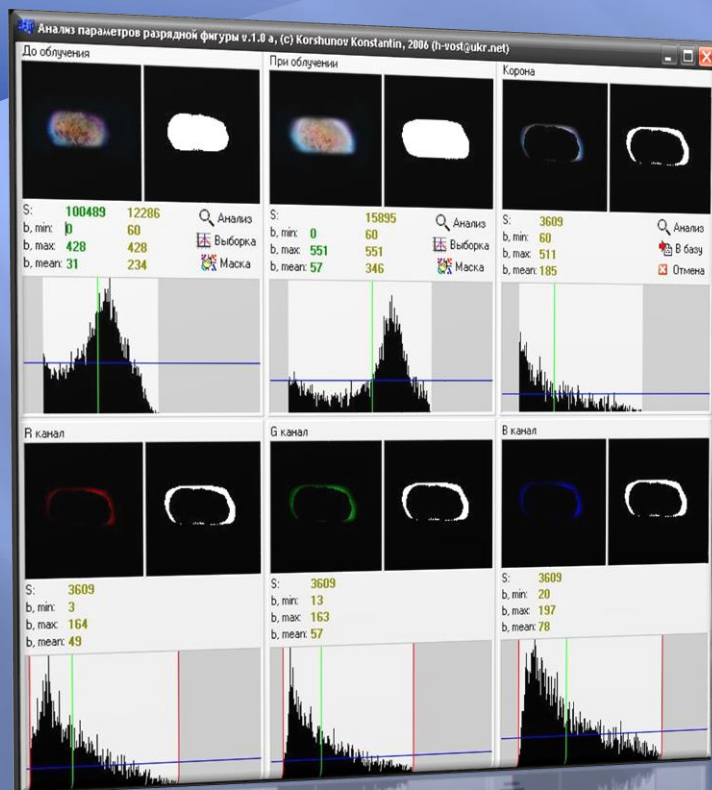 Анализ параметров разрядной фигуры v.1.0 a, (c) Korshunov Konstantin, 2006 (h-vost@ukr.net)
До облучения
S: 100489 12286
b, min: 0 60
b, max: 428 428
b, mean: 31 234
Анализ
Выборка
Маска
При облучении
S: 15895
b, min: 0 60
b, max: 551 551
b, mean: 57 346
Анализ
Выборка
Маска
Корона
S: 3609
b, min: 60
b, max: 511
b, mean: 185
Анализ
В базу
Отмена
R канал
S: 3609
b, min: 3
b, max: 164
b, mean: 49
G канал
S: 3609
b, min: 13
b, max: 163
b, mean: 57
B канал
S: 3609
b, min: 20
b, max: 197
b, mean: 78